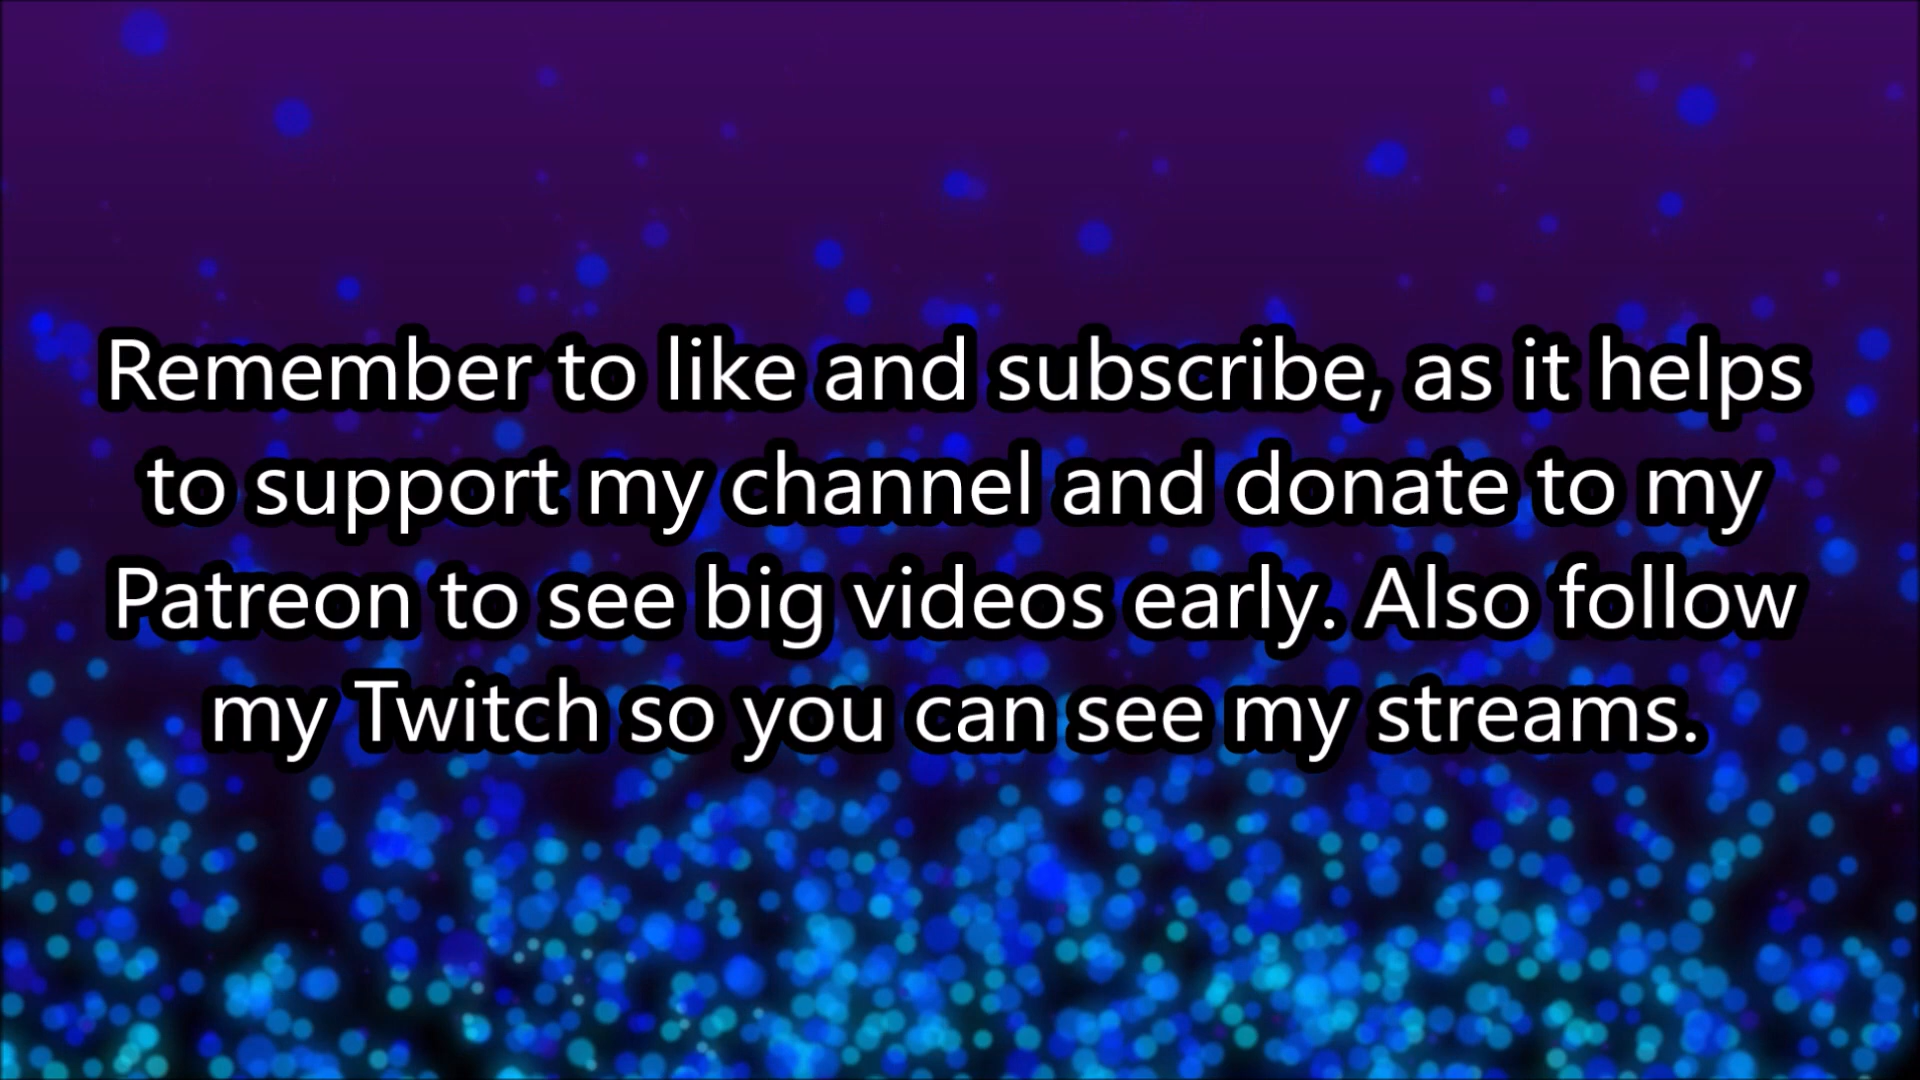 Remember to like and subscribe, as it helps
to support my channel and donate to my
Patreon to see big videos early. Also follow
my Twitch so you can see my streams.